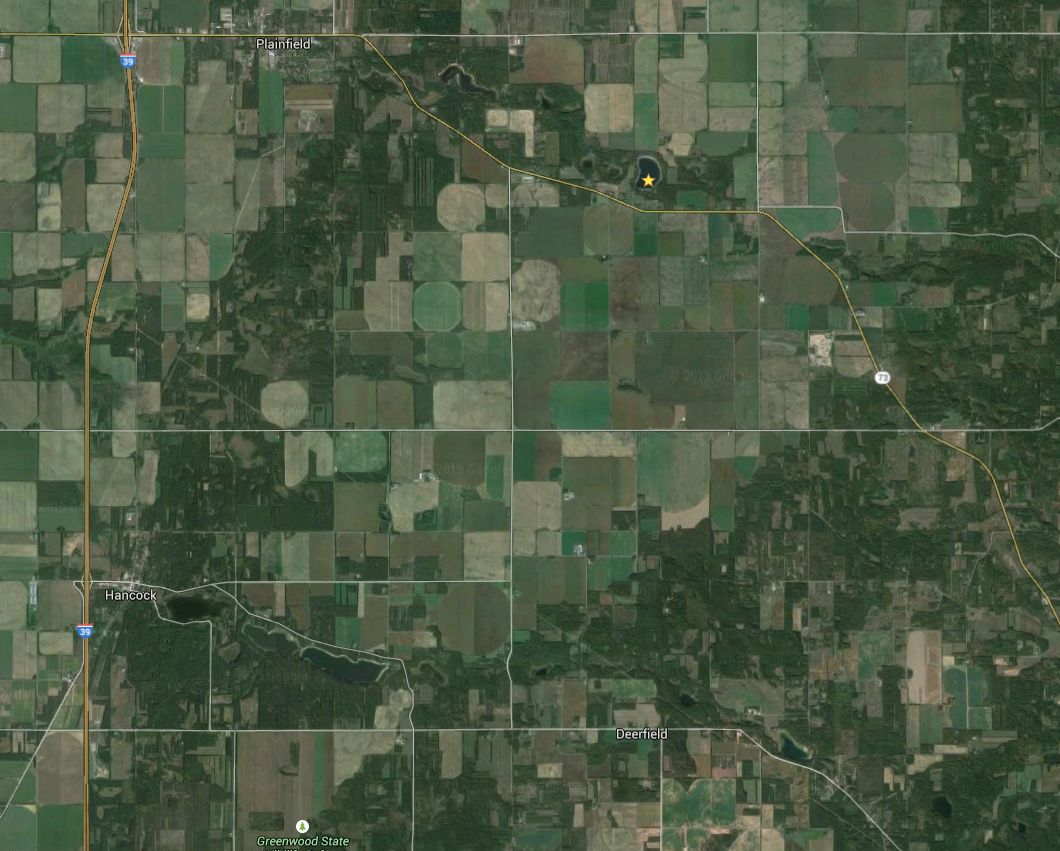 Plainfield
39
73
Hancock
39
Deerfield
Greenwood State